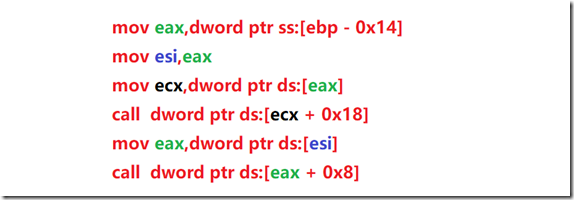 mov eax,dword ptr ss:[ebp - 0x14]
mov esi,eax
mov ecx,dword ptr ds:[eax]
call  dword ptr ds:[ecx + 0x18]
mov eax,dword ptr ds:[esi]
call  dword ptr ds:[eax + 0x8]